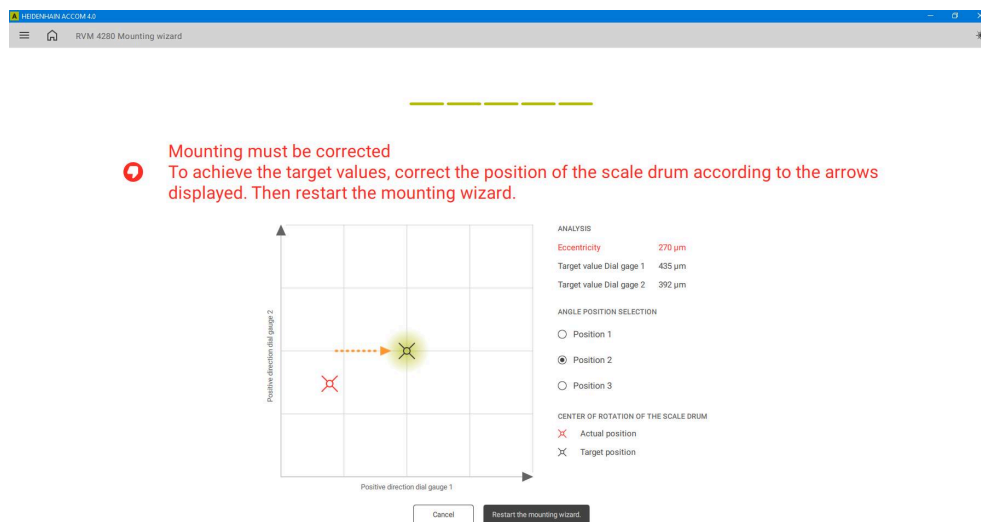 HEIDENHAIN ACCOM 4.0
RVM 4280 Mounting wizard
Mounting must be corrected
To achieve the target values, correct the position of the scale drum according to the arrows
displayed. Then restart the mounting wizard.
ANALYSIS
Eccentricity 270 µm
Target value Dial gage 1 435 µm
Target value Dial gage 2 392 µm
ANGLE POSITION SELECTION
Position 1
Position 2
Position 3
CENTER OF ROTATION OF THE SCALE DRUM
Actual position
Target position
Positive direction dial gauge 2
Positive direction dial gauge 1
Cancel
Restart the mounting wizard.